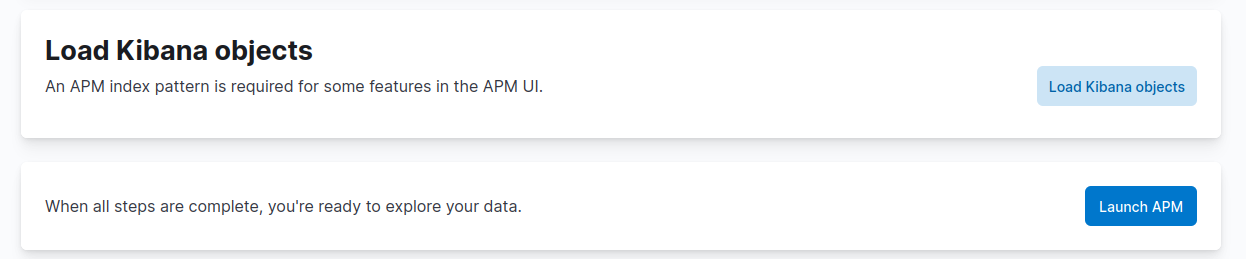 Load Kibana objects
An APM index pattern is required for some features in the APM UI.
Load Kibana objects
When all steps are complete, you're ready to explore your data.
Launch APM